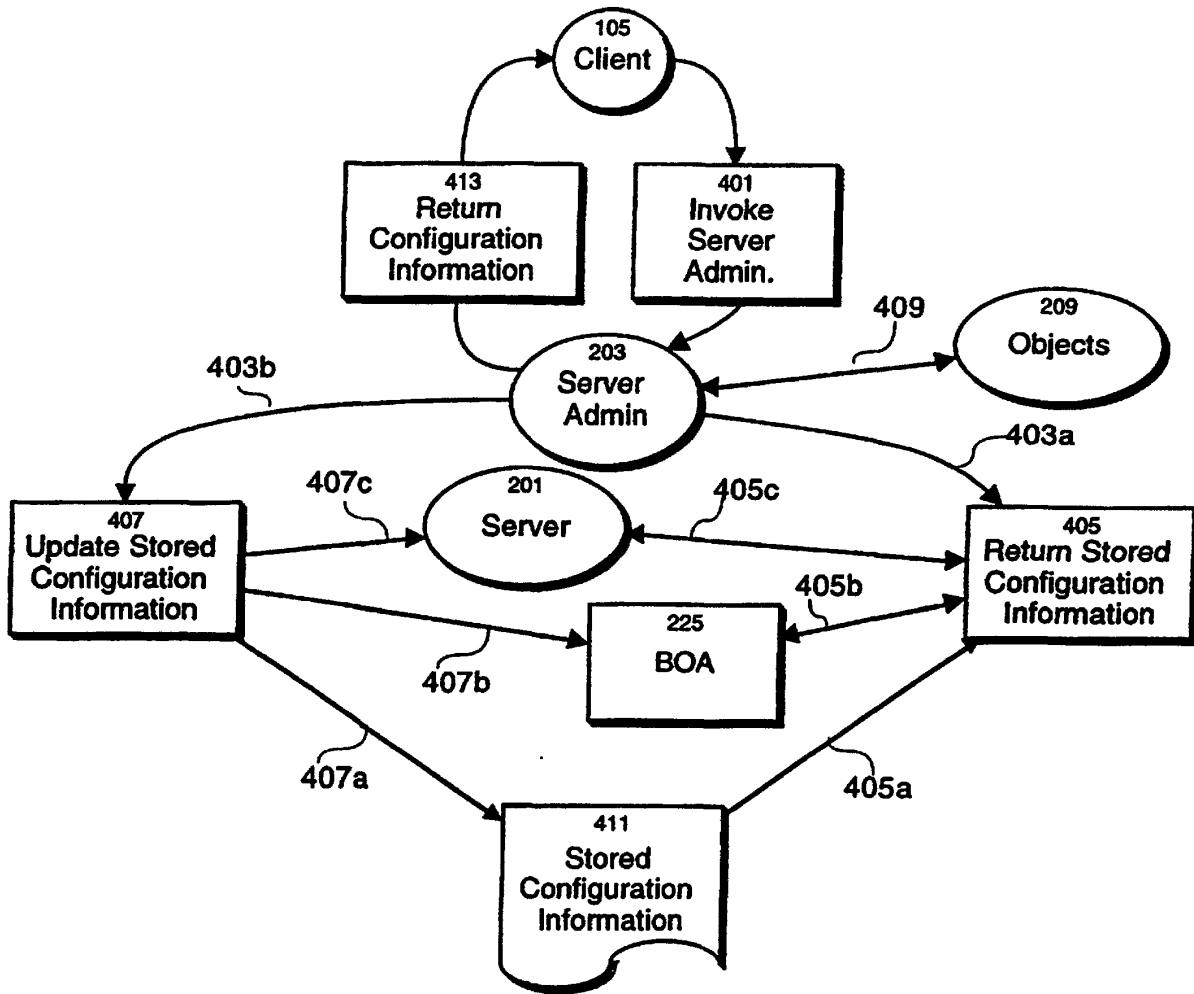 105
Client
413
Return
Configuration
Information
401
Invoke
Server
Admin.
409
209
Objects
403b
203
Server
Admin
403a
407
Update Stored
Configuration
Information
407c
201
Server
405c
405
Return Stored
Configuration
Information
405b
225
BOA
407b
407a
405a
411
Stored
Configuration
Information